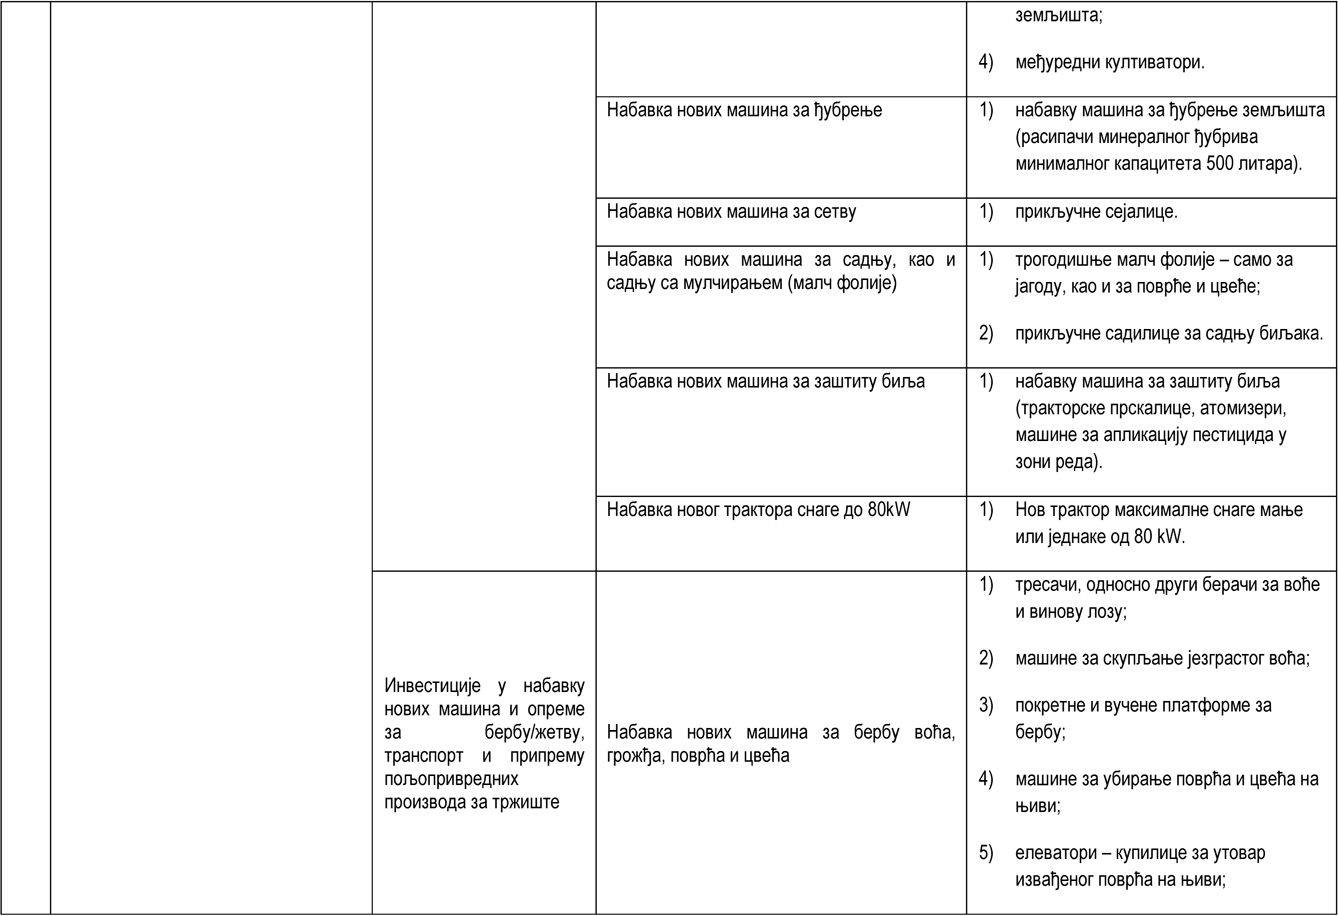 земљишта;
4) међуредни култиватори.
Набавка нових машина за ђубрење
1) набавку машина за ђубрење земљишта
(расипачи минералног ђубрива
минималног капацитета 500 литара).
Набавка нових машина за сетву
1) прикључне сејалице.
Набавка нових машина за садњу, као и
садњу са мулчирањем (малч фолије)
1) трогодишње малч фолије – само за
јагоду, као и за поврће и цвеће;
2) прикључне садилице за садњу биљака.
Набавка нових машина за заштиту биља
1) набавку машина за заштиту биља
(тракторске прскалице, атомизери,
машине за апликацију пестицида у
зони реда).
Набавка новог трактора снаге до 80kW
1) Нов трактор максималне снаге мање
или једнаке од 80 kW.
Инвестиције у набавку
нових машина и опреме
за бербу/жетву,
транспорт и припрему
пољопривредних
производа за тржиште
Набавка нових машина за бербу воћа,
грожђа, поврћа и цвећа
1) тресачи, односно други берачи за воће
и винову лозу;
2) машине за скупљање језграстог воћа;
3) покретне и вучене платформе за
бербу;
4) машине за убирање поврћа и цвећа на
њиви;
5) елеватори – купилице за утовар
извађеног поврћа на њиви;